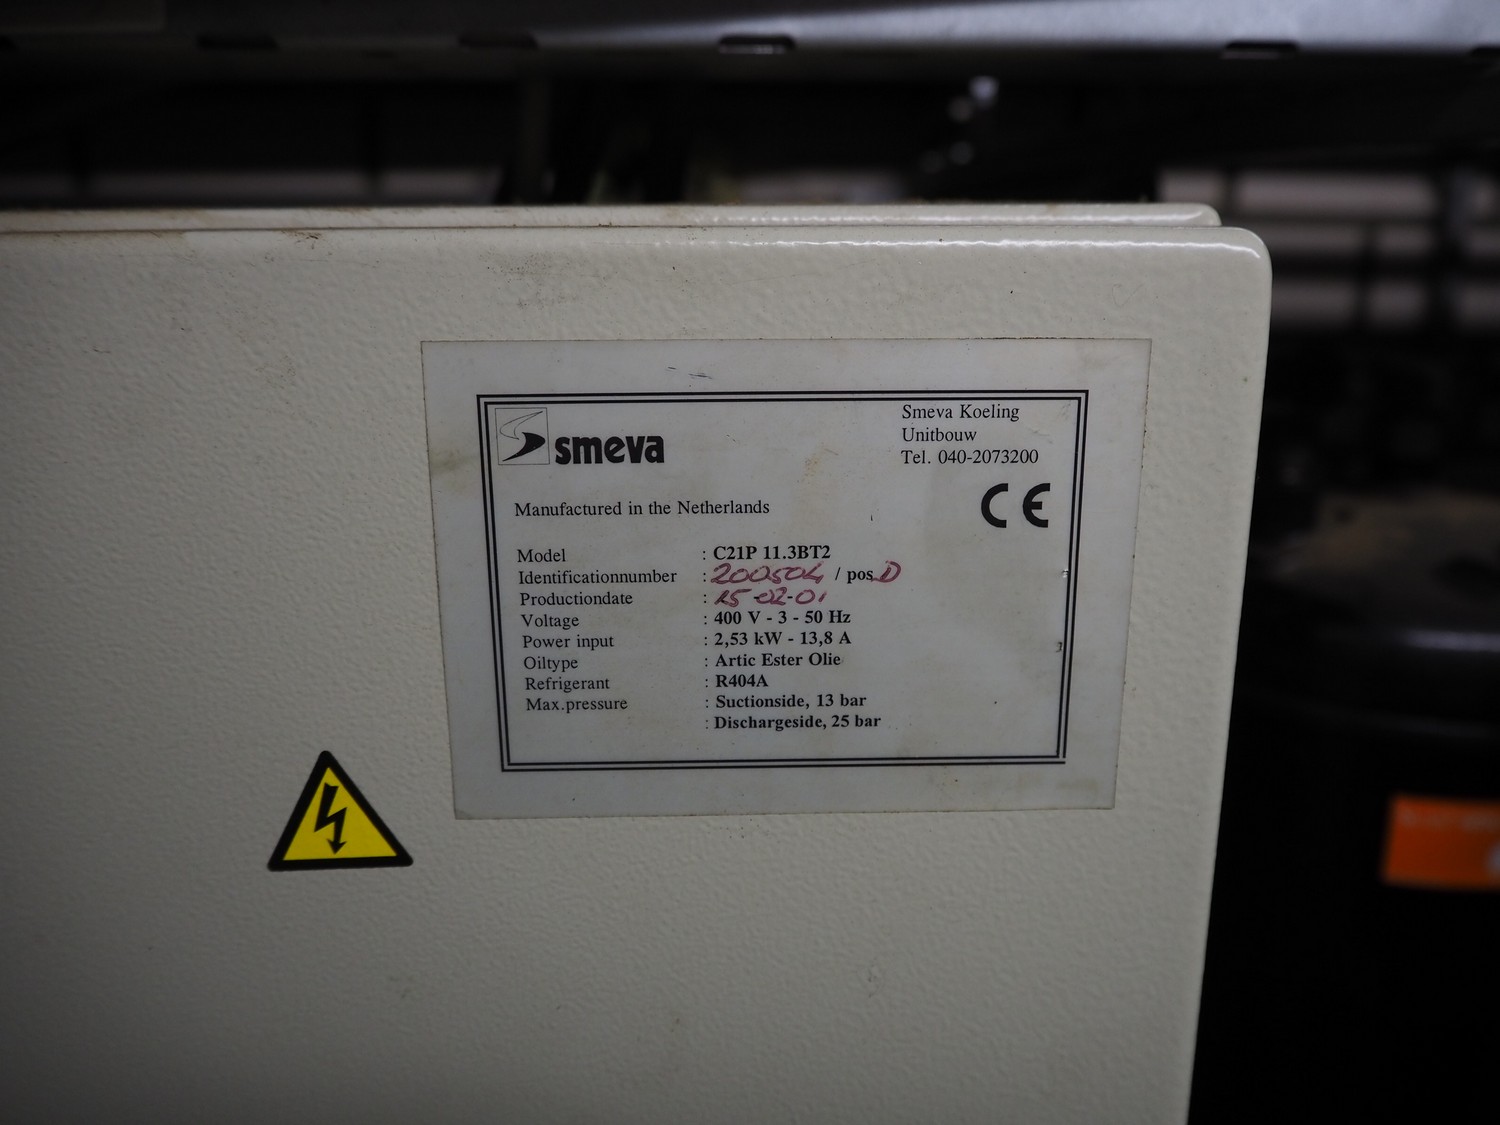 smeva
Smeva Koeling
Unitbouw
Tel. 040-2073200
CE
Manufactured in the Netherlands
Model : C21P 11.3BT2
Identificationnumber : 200504 / pos D
Productiondate : 15-02-01
Voltage : 400 V - 3 - 50 Hz
Power input : 2,53 kW - 13,8 A
Oiltype : Artic Ester Olie
Refrigerant : R404A
Max.pressure : Suctionside, 13 bar
: Dischargeside, 25 bar